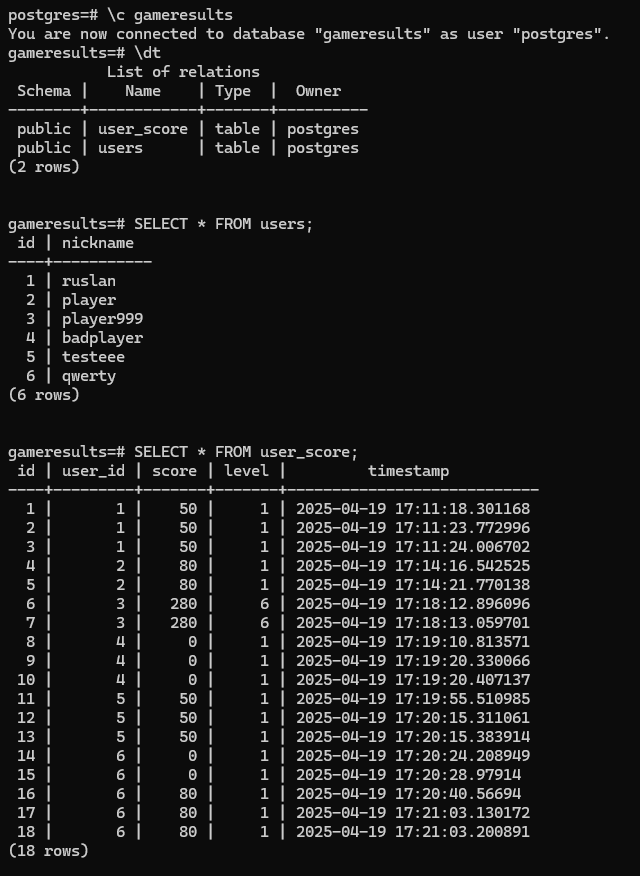 postgres=# \c gameresults
You are now connected to database "gameresults" as user "postgres".
gameresults=# \dt
           List of relations
 Schema |    Name    | Type  |  Owner
--------+------------+-------+----------
 public | user_score | table | postgres
 public | users      | table | postgres
(2 rows)
gameresults=# SELECT * FROM users;
 id | nickname
----+-----------
  1 | ruslan
  2 | player
  3 | player999
  4 | badplayer
  5 | testeee
  6 | qwerty
(6 rows)
gameresults=# SELECT * FROM user_score;
 id | user_id | score | level |         timestamp
----+---------+-------+-------+----------------------------
  1 |       1 |    50 |     1 | 2025-04-19 17:11:18.301168
  2 |       1 |    50 |     1 | 2025-04-19 17:11:23.772996
  3 |       1 |    50 |     1 | 2025-04-19 17:11:24.006702
  4 |       2 |    80 |     1 | 2025-04-19 17:14:16.542525
  5 |       2 |    80 |     1 | 2025-04-19 17:14:21.770138
  6 |       3 |   280 |     6 | 2025-04-19 17:18:12.896096
  7 |       3 |   280 |     6 | 2025-04-19 17:18:13.059701
  8 |       4 |     0 |     1 | 2025-04-19 17:19:10.813571
  9 |       4 |     0 |     1 | 2025-04-19 17:19:20.330066
 10 |       4 |     0 |     1 | 2025-04-19 17:19:20.407137
 11 |       5 |    50 |     1 | 2025-04-19 17:19:55.510985
 12 |       5 |    50 |     1 | 2025-04-19 17:20:15.311061
 13 |       5 |    50 |     1 | 2025-04-19 17:20:15.383914
 14 |       6 |     0 |     1 | 2025-04-19 17:20:24.208949
 15 |       6 |     0 |     1 | 2025-04-19 17:20:28.97914
 16 |       6 |    80 |     1 | 2025-04-19 17:20:40.56694
 17 |       6 |    80 |     1 | 2025-04-19 17:21:03.130172
 18 |       6 |    80 |     1 | 2025-04-19 17:21:03.200891
(18 rows)